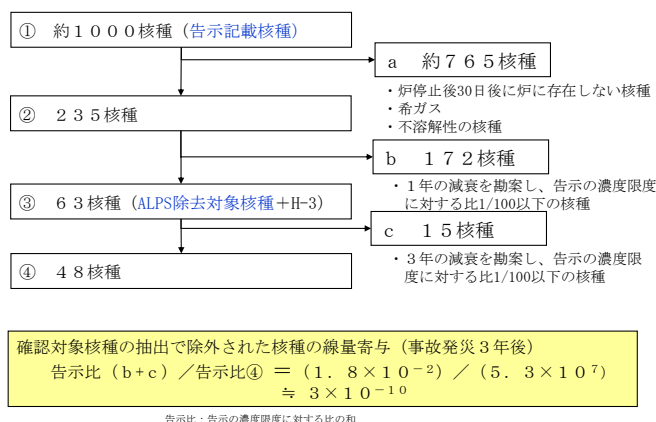 ① 約1000核種（告示記載核種）
a 約765核種
・炉停止後30日後に炉に存在しない核種
・希ガス
・不溶解性の核種
② 235核種
b 172核種
・1年の減衰を勘案し、告示の濃度限度
に対する比1/100以下の核種
③ 63核種（ALPS除去対象核種＋H-3）
c 15核種
・3年の減衰を勘案し、告示の濃度限
度に対する比1/100以下の核種
④ 48核種
確認対象核種の抽出で除外された核種の線量寄与（事故発災3年後）
告示比（b+c）／告示比④ ＝（1．8×10⁻²）／（5．3×10⁷）
≒ 3×10⁻¹⁰
告示比：告示の濃度限度に対する比の和